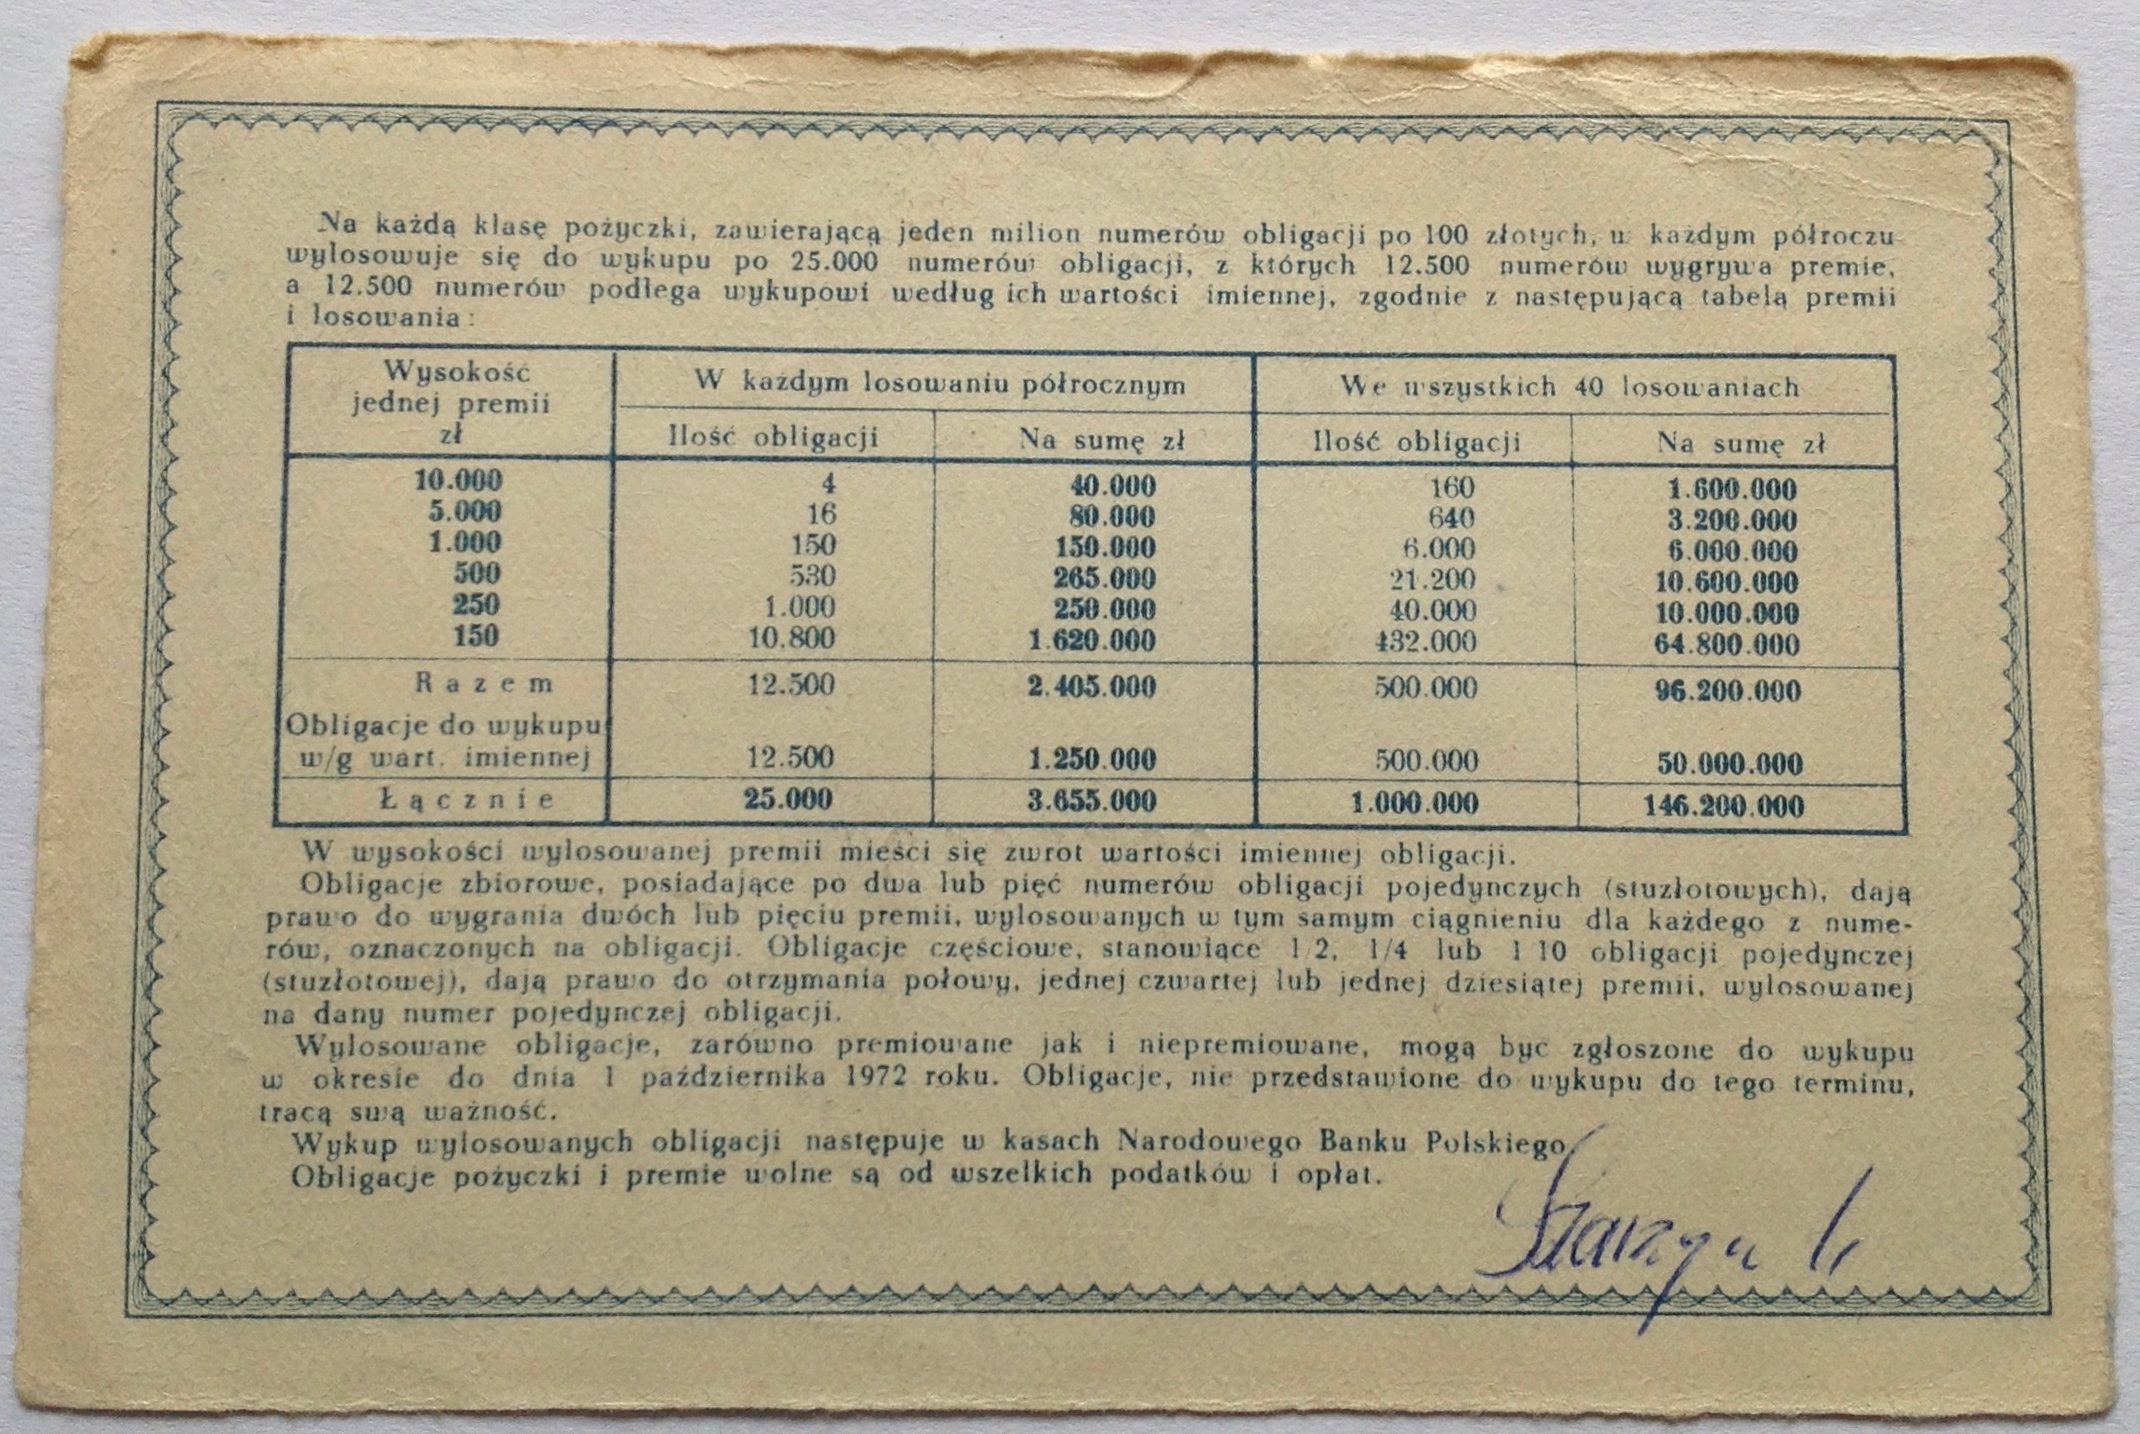 Na każdą klasę pożyczki, zawierającą jeden milion numerów obligacji po 100 złotych, w każdym półroczu
wylosowuje się do wykupu po 25.000 numerów obligacji, z których 12.500 numerów wygrywa premie,
a 12.500 numerów podlega wykupowi według ich wartości imiennej, zgodnie z następującą tabelą premii
i losowania:
Wysokość jednej premii zł | W każdym losowaniu półrocznym | We wszystkich 40 losowaniach
Ilość obligacji | Na sumę zł | Ilość obligacji | Na sumę zł
10.000 | 4 | 40.000 | 160 | 1.600.000
5.000 | 16 | 80.000 | 640 | 3.200.000
1.000 | 150 | 150.000 | 6.000 | 6.000.000
500 | 530 | 265.000 | 21.200 | 10.600.000
250 | 1.000 | 250.000 | 40.000 | 10.000.000
150 | 10.800 | 1.620.000 | 432.000 | 64.800.000
Razem | 12.500 | 2.405.000 | 500.000 | 96.200.000
Obligacje do wykupu
w/g wart. imiennej | 12.500 | 1.250.000 | 500.000 | 50.000.000
Łącznie | 25.000 | 3.655.000 | 1.000.000 | 146.200.000
W wysokości wylosowanej premii mieści się zwrot wartości imiennej obligacji.
Obligacje zbiorowe, posiadające po dwa lub pięć numerów obligacji pojedynczych (stuzłotowych), dają
prawo do wygrania dwóch lub pięciu premii, wylosowanych w tym samym ciągnieniu dla każdego z nume-
rów, oznaczonych na obligacji. Obligacje częściowe, stanowiące 1/2, 1/4 lub 1/10 obligacji pojedynczej
(stuzłotowej), dają prawo do otrzymania połowy, jednej czwartej lub jednej dziesiątej premii, wylosowanej
na dany numer pojedynczej obligacji.
Wylosowane obligacje, zarówno premiowane jak i niepremiowane, mogą być zgłoszone do wykupu
w okresie do dnia 1 października 1972 roku. Obligacje, nie przedstawione do wykupu do tego terminu,
tracą swą ważność.
Wykup wylosowanych obligacji następuje w kasach Narodowego Banku Polskiego
Obligacje pożyczki i premie wolne są od wszelkich podatków i opłat.